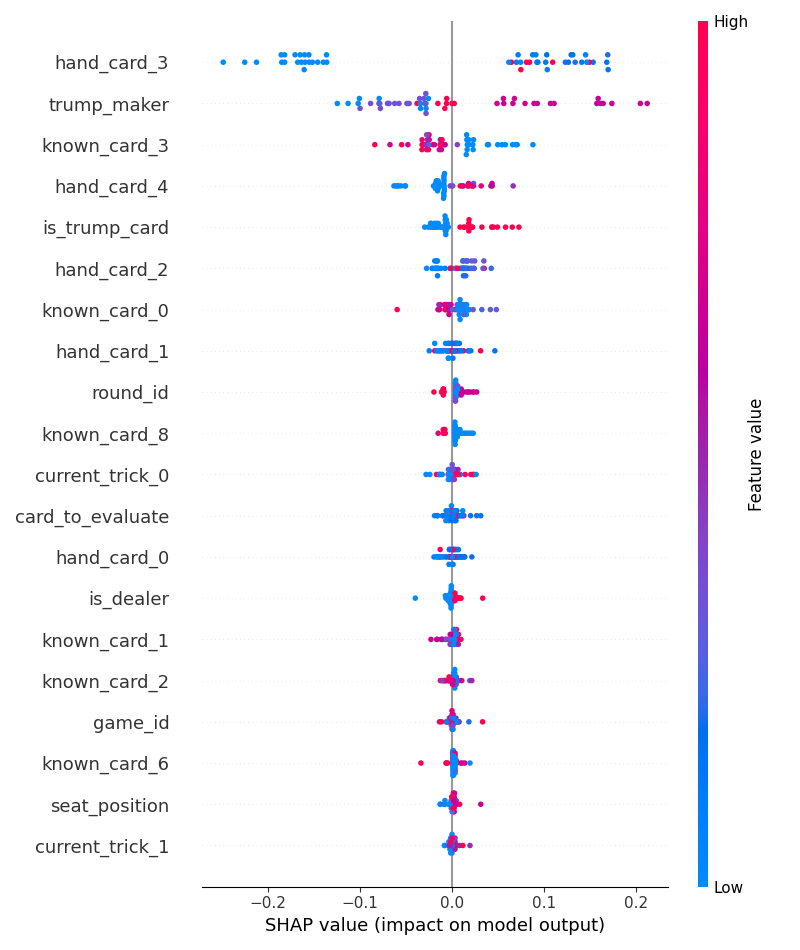 High
hand_card_3
trump_maker
known_card_3
hand_card_4
is_trump_card
hand_card_2
known_card_0
hand_card_1
round_id
known_card_8
current_trick_0
card_to_evaluate
hand_card_0
is_dealer
known_card_1
known_card_2
game_id
known_card_6
seat_position
current_trick_1
Feature value
Low
−0.2 −0.1 0.0 0.1 0.2
SHAP value (impact on model output)